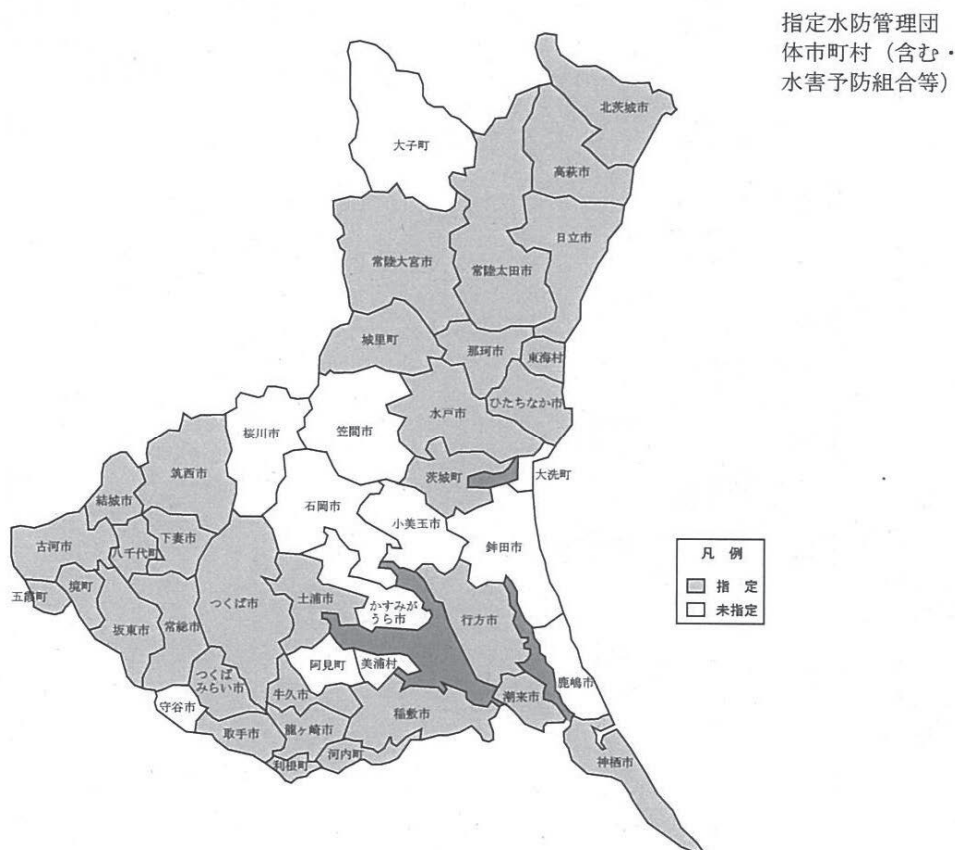 指定水防管理団
体市町村（含む・
水害予防組合等）
北茨城市
大子町
高萩市
日立市
常陸大宮市
常陸太田市
城里町
那珂市
東海村
ひたちなか市
水戸市
笠間市
桜川市
茨城町
大洗町
筑西市
結城市
石岡市
小美玉市
鉾田市
古河市
八千代町
下妻市
五霞町
境町
つくば市
土浦市
かすみが
うら市
行方市
坂東市
常総市
阿見町
美浦村
鹿嶋市
つくば
みらい市
牛久市
潮来市
守谷市
稲敷市
取手市
龍ヶ崎市
河内町
利根町
神栖市
凡 例
指 定
未指定